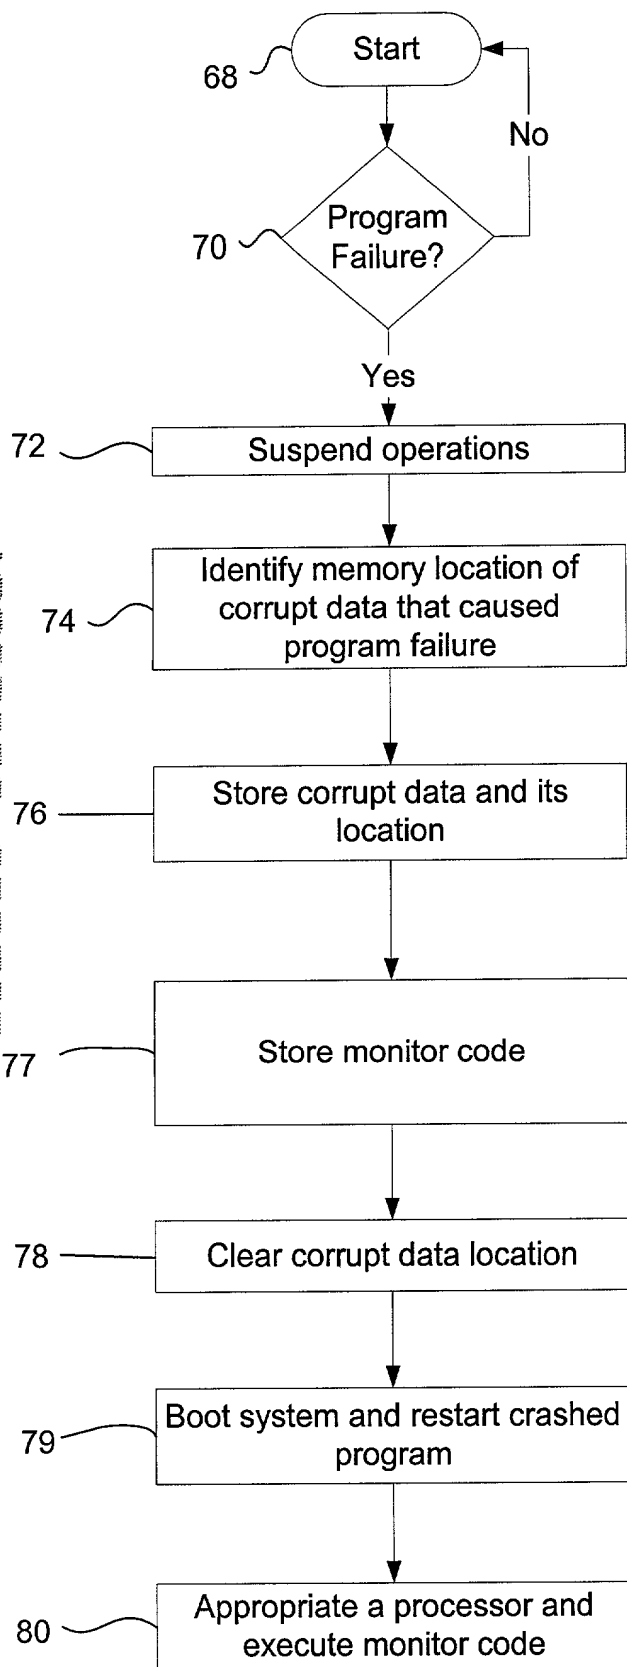 Start
68
No
Program
Failure?
70
Yes
72
Suspend operations
Identify memory location of
corrupt data that caused
program failure
74
Store corrupt data and its
location
76
Store monitor code
77
78
Clear corrupt data location
Boot system and restart crashed
program
79
Appropriate a processor and
execute monitor code
80